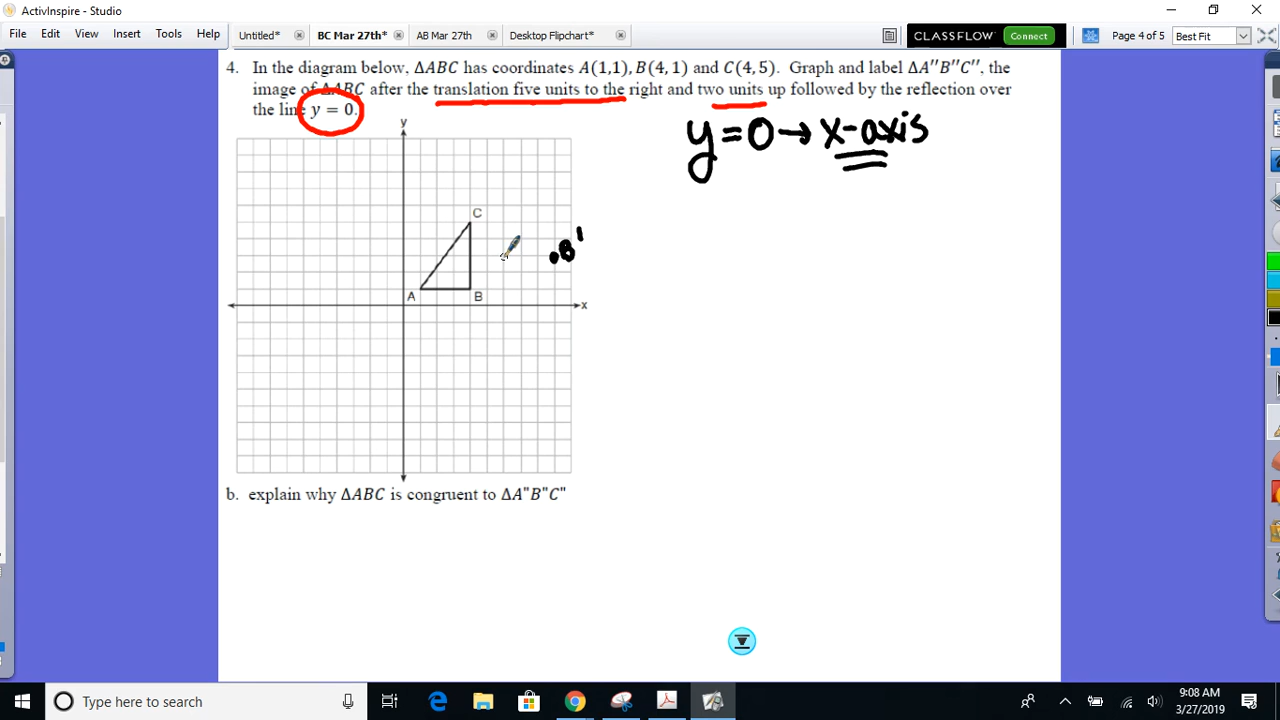 ActivInspire - Studio
File Edit View Insert Tools Help Untitled* BC Mar 27th* AB Mar 27th Desktop Flipchart* CLASSFLOW Connect Page 4 of 5 Best Fit
4. In the diagram below, ΔABC has coordinates A(1,1), B(4, 1) and C(4, 5). Graph and label ΔA″B″C″, the
image of ΔABC after the translation five units to the right and two units up followed by the reflection over
the line y = 0.
y=0→x-axis
y
C
B'
A B
x
b. explain why ΔABC is congruent to ΔA"B"C"
Type here to search
9:08 AM
3/27/2019